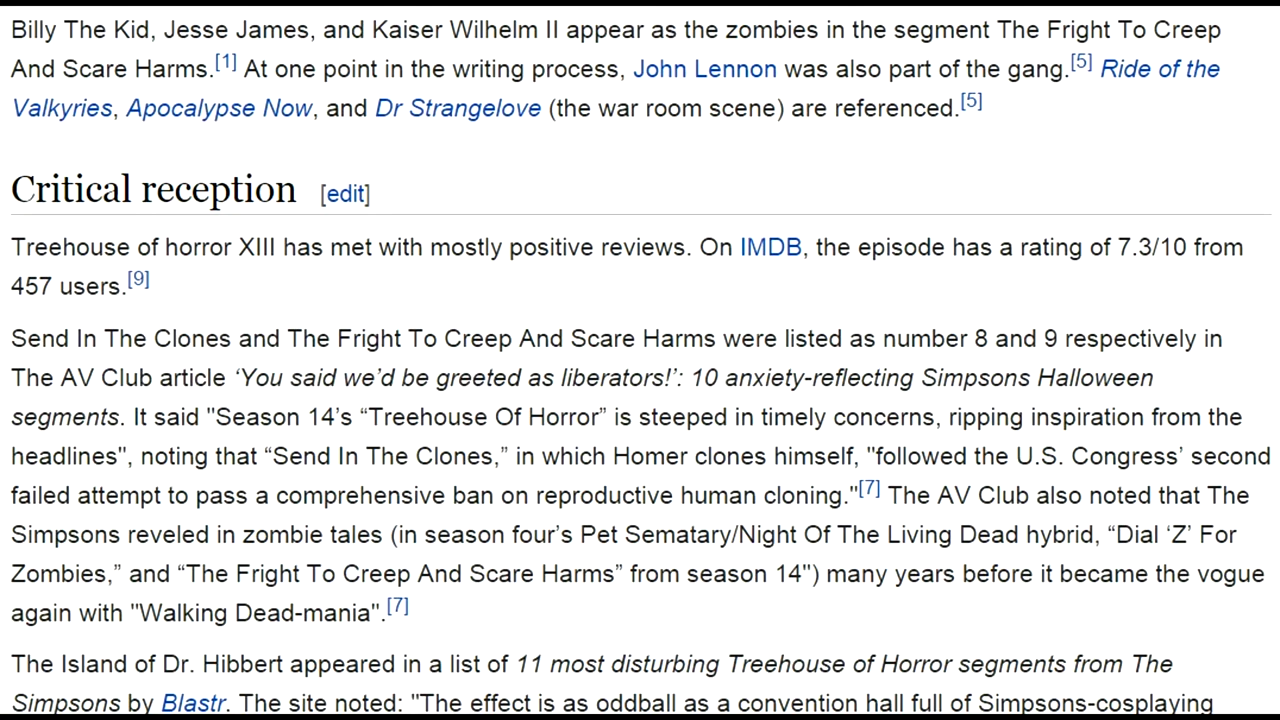 Billy The Kid, Jesse James, and Kaiser Wilhelm II appear as the zombies in the segment The Fright To Creep
And Scare Harms.[1] At one point in the writing process, John Lennon was also part of the gang.[5] Ride of the
Valkyries, Apocalypse Now, and Dr Strangelove (the war room scene) are referenced.[5]
Critical reception [edit]
Treehouse of horror XIII has met with mostly positive reviews. On IMDB, the episode has a rating of 7.3/10 from
457 users.[9]
Send In The Clones and The Fright To Creep And Scare Harms were listed as number 8 and 9 respectively in
The AV Club article ‘You said we’d be greeted as liberators!’: 10 anxiety-reflecting Simpsons Halloween
segments. It said "Season 14’s “Treehouse Of Horror” is steeped in timely concerns, ripping inspiration from the
headlines", noting that “Send In The Clones,” in which Homer clones himself, "followed the U.S. Congress’ second
failed attempt to pass a comprehensive ban on reproductive human cloning."[7] The AV Club also noted that The
Simpsons reveled in zombie tales (in season four’s Pet Sematary/Night Of The Living Dead hybrid, “Dial ‘Z’ For
Zombies,” and “The Fright To Creep And Scare Harms” from season 14") many years before it became the vogue
again with "Walking Dead-mania".[7]
The Island of Dr. Hibbert appeared in a list of 11 most disturbing Treehouse of Horror segments from The
Simpsons by Blastr. The site noted: "The effect is as oddball as a convention hall full of Simpsons-cosplaying